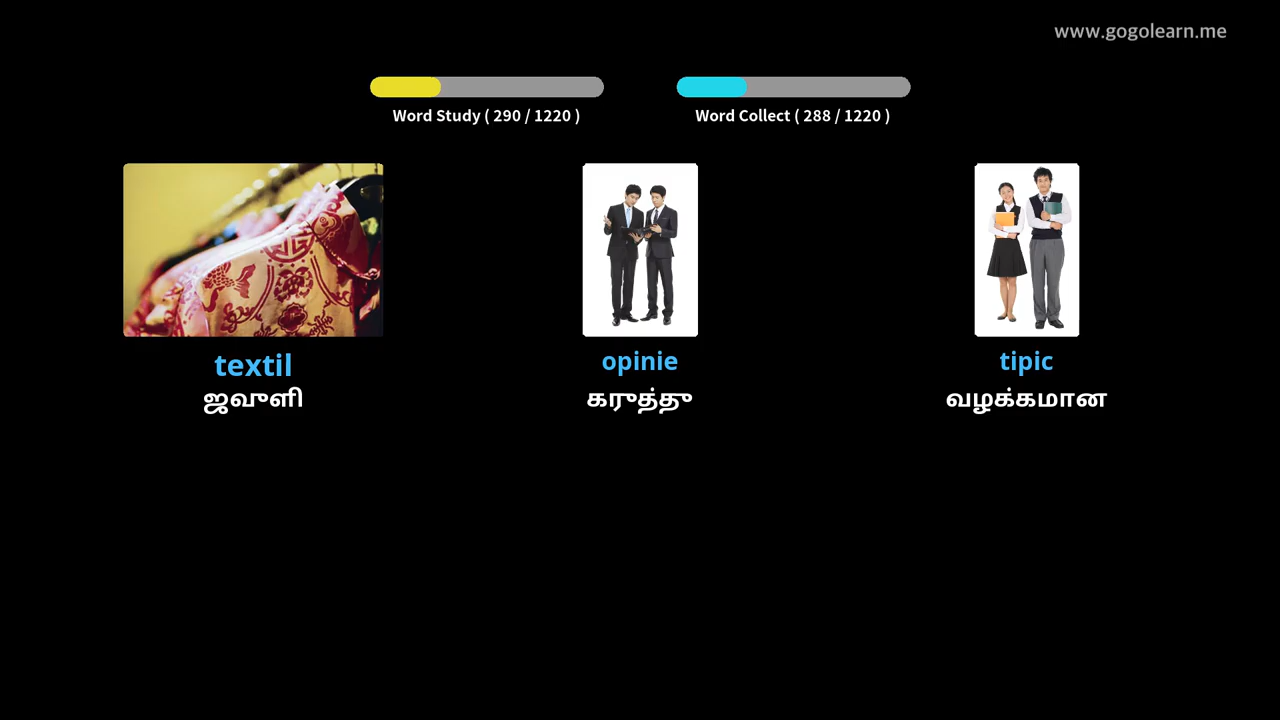 www.gogolearn.me
Word Study ( 290 / 1220 )
Word Collect ( 288 / 1220 )
textil
ஜவுளி
opinie
கருத்து
tipic
வழக்கமான